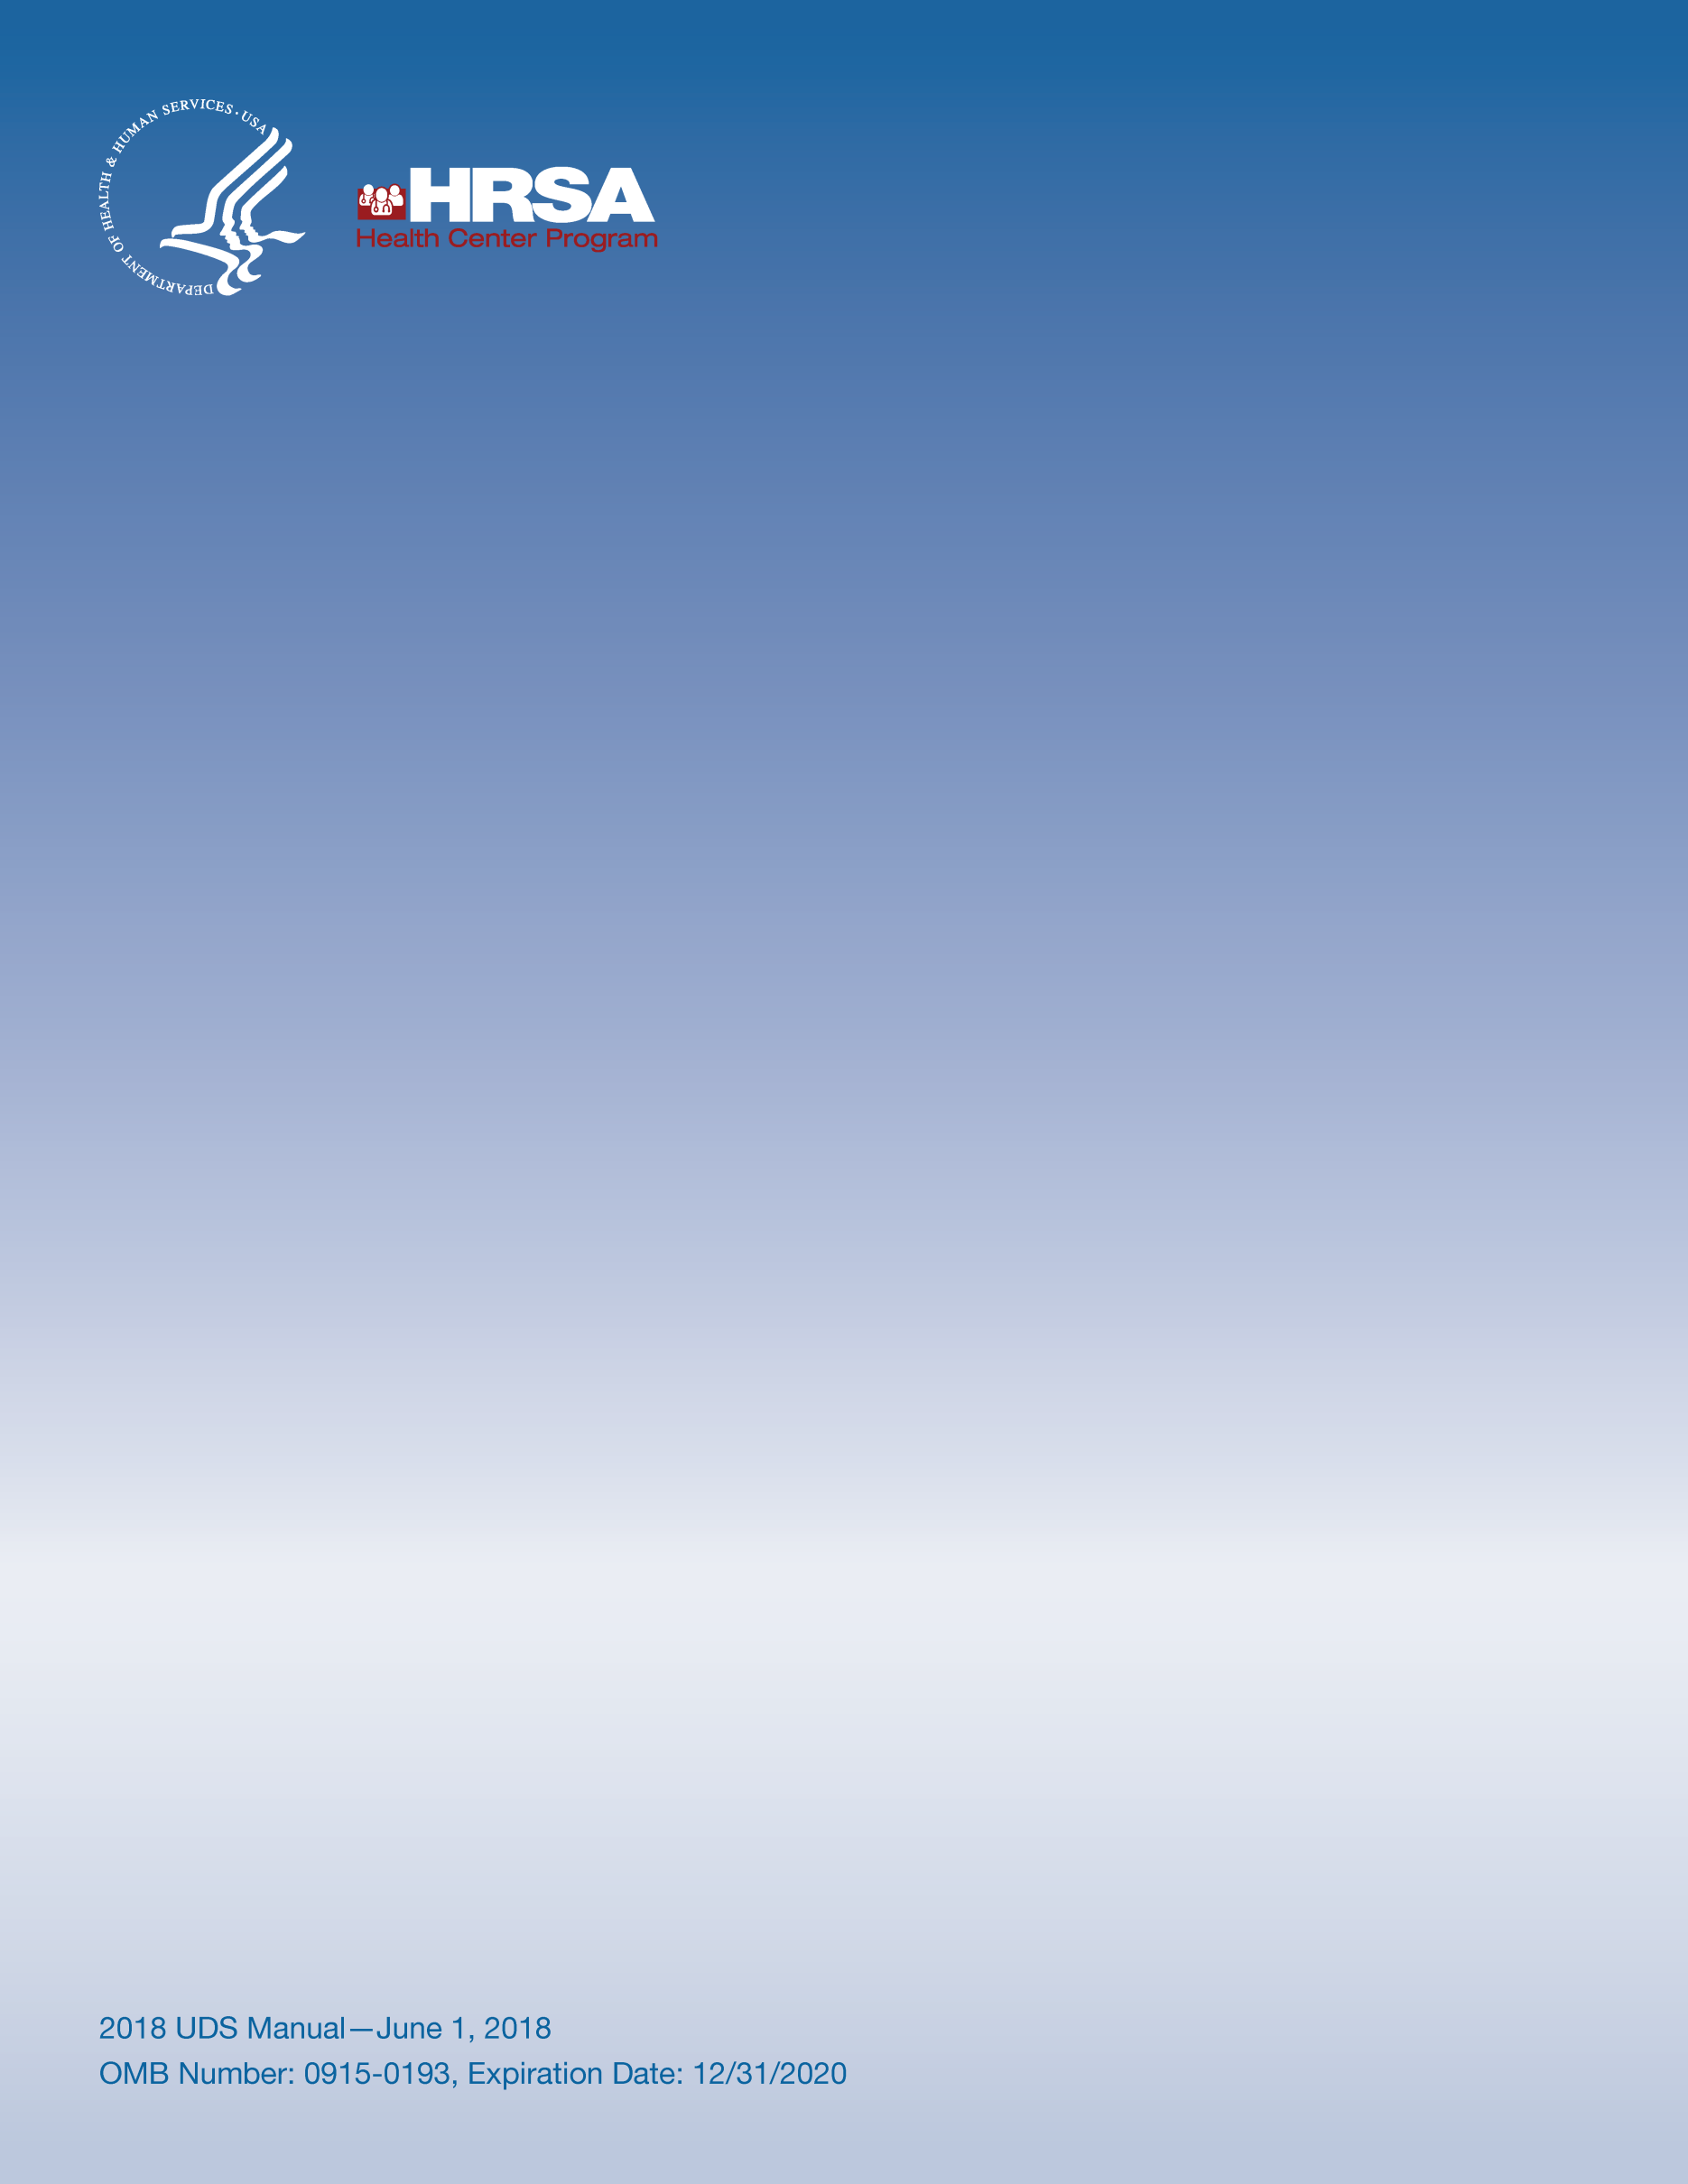 DEPARTMENT OF HEALTH & HUMAN SERVICES · USA
HRSA
Health Center Program
2018 UDS Manual—June 1, 2018
OMB Number: 0915-0193, Expiration Date: 12/31/2020